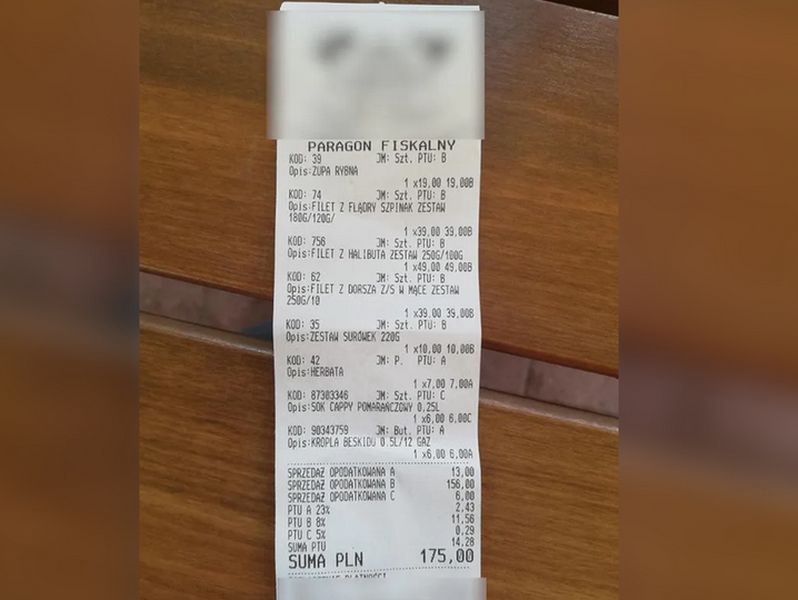 PARAGON FISKALNY
KOD: 39 JM: Szt. PTU: B
Opis:ZUPA RYBNA
1 x19,00 19,00B
KOD: 74 JM: Szt. PTU: B
Opis:FILET Z FLĄDRY SZPINAK ZESTAW
180G/120G/
1 x39,00 39,00B
KOD: 756 JM: Szt. PTU: B
Opis:FILET Z HALIBUTA ZESTAW 250G/100G
1 x49,00 49,00B
KOD: 62 JM: Szt. PTU: B
Opis:FILET Z DORSZA Z/S W MĄCE ZESTAW
250G/10
1 x39,00 39,00B
KOD: 35 JM: Szt. PTU: B
Opis:ZESTAW SURÓWEK 220G
1 x10,00 10,00B
KOD: 42 JM: P. PTU: A
Opis:HERBATA
1 x7,00 7,00A
KOD: 87303346 JM: Szt. PTU: C
Opis:SOK CAPPY POMARAŃCZOWY 0,25L
1 x6,00 6,00C
KOD: 90343759 JM: But. PTU: A
Opis:KROPLA BESKIDU 0.5L/12 GAZ
1 x6,00 6,00A
SPRZEDAŻ OPODATKOWANA A 13,00
SPRZEDAŻ OPODATKOWANA B 156,00
SPRZEDAŻ OPODATKOWANA C 6,00
PTU A 23% 2,43
PTU B 8% 11,56
PTU C 5% 0,29
SUMA PTU 14,28
SUMA PLN 175,00